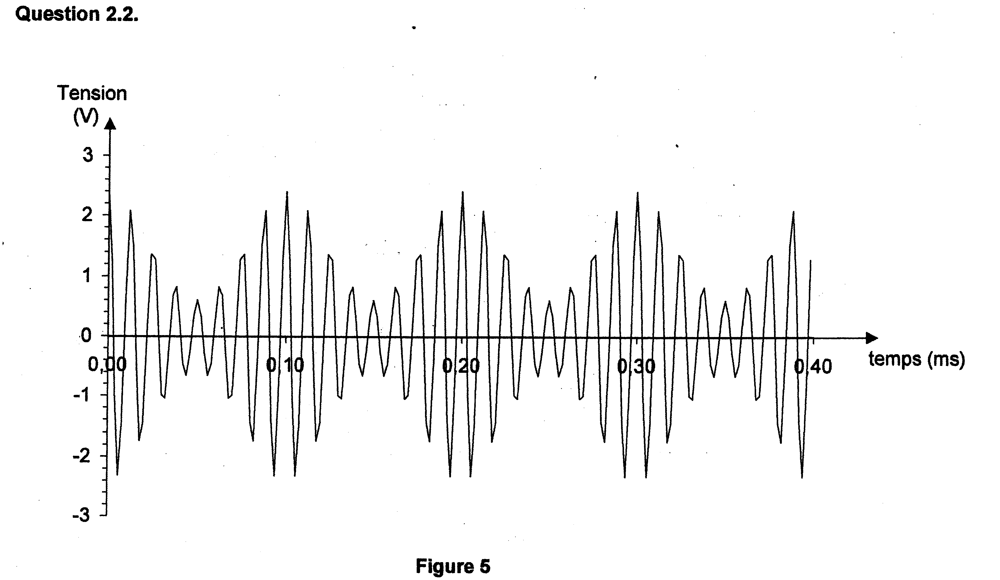 Question 2.2.
Tension
(V)
3
2
1
0
0,00 0,10 0,20 0,30 0,40 temps (ms)
-1
-2
-3
Figure 5